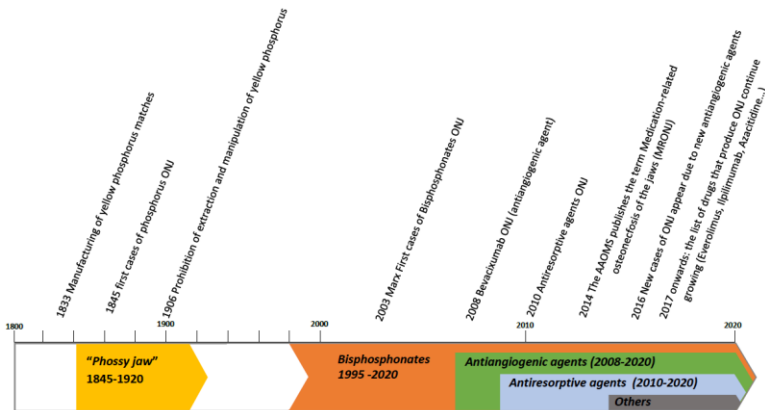 1833 Manufacturing of yellow phosphorus matches
1845 first cases of phosphorus ONJ
1906 Prohibition of extraction and manipulation of yellow phosphorus
2003 Marx First cases of Bisphosphonates ONJ
2008 Bevacixumab ONJ (antiangiogenic agent)
2010 Antiresorptive agents ONJ
2014 The AAOMS publishes the term Medication-related
osteonecfosis of the jaws (MRONJ)
2016 New cases of ONJ appear due to new antiangiogenic agents
2017 onwards: the list of drugs that produce ONJ continue
growing (Everolimus, Ilpilimumab, Azacitidine...)
1800
1900
2000
2010
2020
"Phossy jaw"
1845-1920
Bisphosphonates
1995 -2020
Antiangiogenic agents (2008-2020)
Antiresorptive agents (2010-2020)
Others